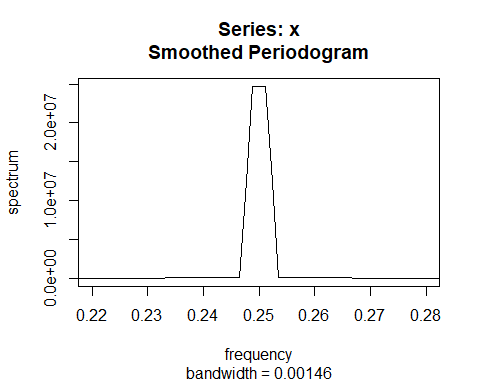 Series: x
Smoothed Periodogram
spectrum
2.0e+07
1.0e+07
0.0e+00
0.22 0.23 0.24 0.25 0.26 0.27 0.28
frequency
bandwidth = 0.00146